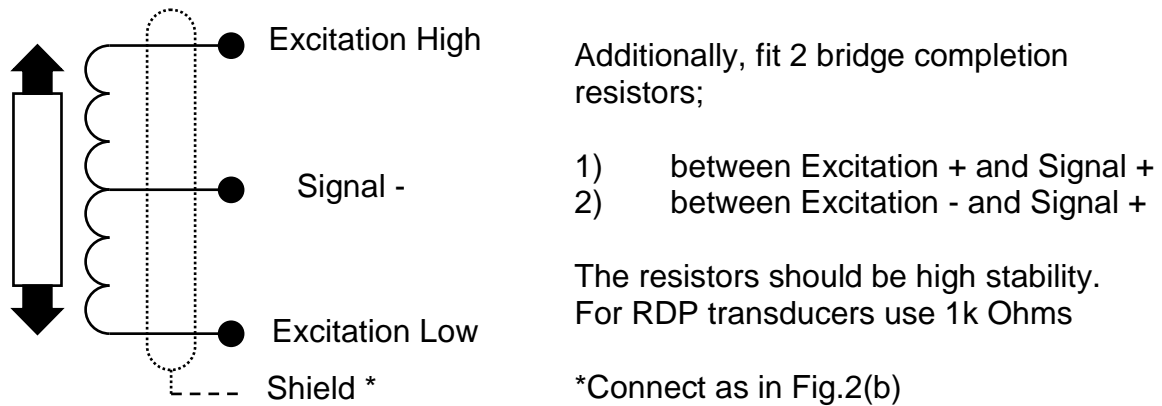 Excitation High
Signal -
Excitation Low
Shield *
Additionally, fit 2 bridge completion
resistors;
1) between Excitation + and Signal +
2) between Excitation - and Signal +
The resistors should be high stability.
For RDP transducers use 1k Ohms
*Connect as in Fig.2(b)